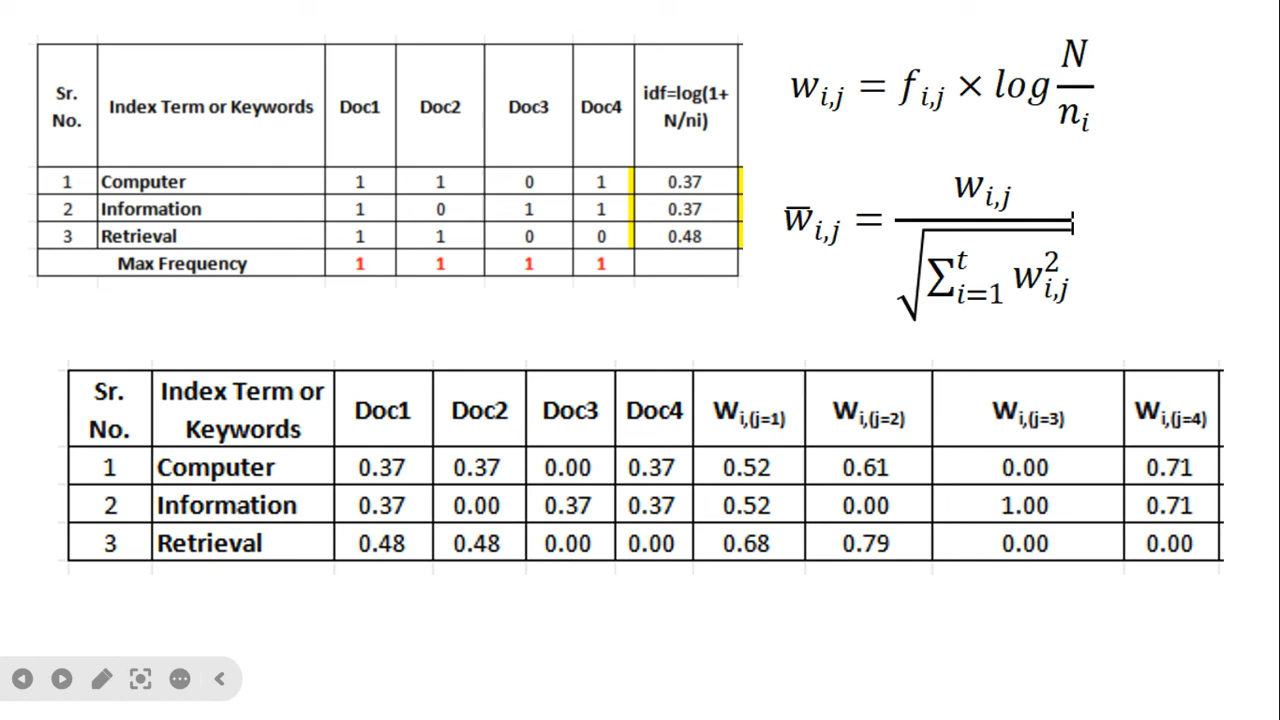 Sr. No. Index Term or Keywords Doc1 Doc2 Doc3 Doc4 idf=log(1+ N/ni)
1 Computer 1 1 0 1 0.37
2 Information 1 0 1 1 0.37
3 Retrieval 1 1 0 0 0.48
Max Frequency 1 1 1 1
w_{i,j} = f_{i,j} × log N/n_i
w̅_{i,j} = w_{i,j} / √(∑_{i=1}^{t} w_{i,j}^2)
Sr. No. Index Term or Keywords Doc1 Doc2 Doc3 Doc4 W_{i,(j=1)} W_{i,(j=2)} W_{i,(j=3)} W_{i,(j=4)}
1 Computer 0.37 0.37 0.00 0.37 0.52 0.61 0.00 0.71
2 Information 0.37 0.00 0.37 0.37 0.52 0.00 1.00 0.71
3 Retrieval 0.48 0.48 0.00 0.00 0.68 0.79 0.00 0.00